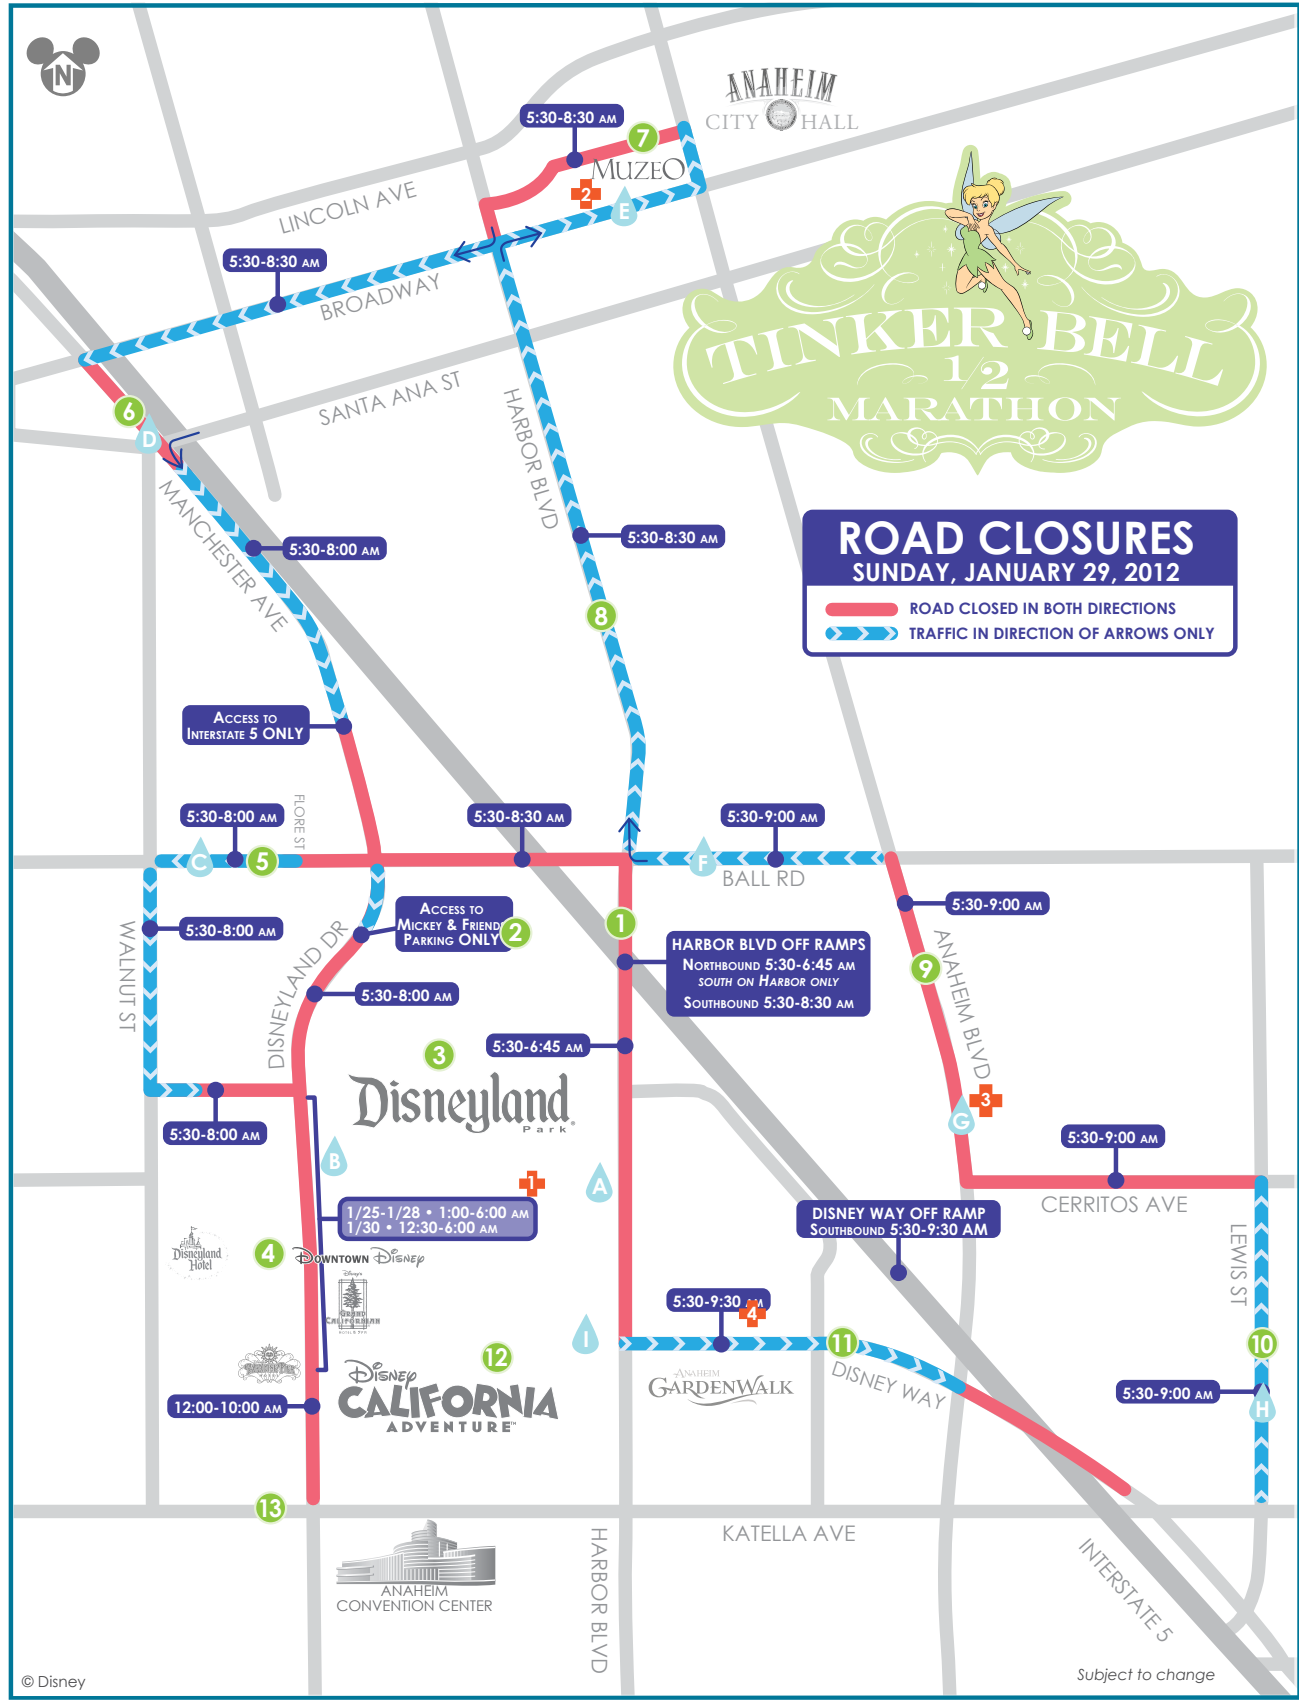 N
ANAHEIM
CITY HALL
5:30-8:30 AM
7
MUZEO
2
E
LINCOLN AVE
5:30-8:30 AM
BROADWAY
TINKER BELL
1/2
MARATHON
SANTA ANA ST
6
D
HARBOR BLVD
MANCHESTER AVE
5:30-8:00 AM
5:30-8:30 AM
ROAD CLOSURES
SUNDAY, JANUARY 29, 2012
ROAD CLOSED IN BOTH DIRECTIONS
TRAFFIC IN DIRECTION OF ARROWS ONLY
8
ACCESS TO
INTERSTATE 5 ONLY
FLORE ST
5:30-8:00 AM
5:30-8:30 AM
5:30-9:00 AM
C
5
F
BALL RD
ACCESS TO
MICKEY & FRIEND
PARKING ONLY
2
1
5:30-9:00 AM
WALNUT ST
5:30-8:00 AM
DISNEYLAND DR
HARBOR BLVD OFF RAMPS
NORTHBOUND 5:30-6:45 AM
SOUTH ON HARBOR ONLY
SOUTHBOUND 5:30-8:30 AM
9
ANAHEIM BLVD
5:30-8:00 AM
3
5:30-6:45 AM
Disneyland
Park
®
3
G
5:30-8:00 AM
5:30-9:00 AM
B
1
A
CERRITOS AVE
1/25-1/28 • 1:00-6:00 AM
1/30 • 12:30-6:00 AM
DISNEY WAY OFF RAMP
SOUTHBOUND 5:30-9:30 AM
LEWIS ST
Disneyland
Hotel
4
DOWNTOWN DISNEY
Disney's
GRAND
CALIFORNIAN
HOTEL & SPA
5:30-9:30 AM
4
I
11
10
12
DISNEY WAY
ANAHEIM
GARDENWALK
Disney
CALIFORNIA
ADVENTURE™
5:30-9:00 AM
H
12:00-10:00 AM
13
KATELLA AVE
ANAHEIM
CONVENTION CENTER
HARBOR BLVD
INTERSTATE 5
© Disney
Subject to change